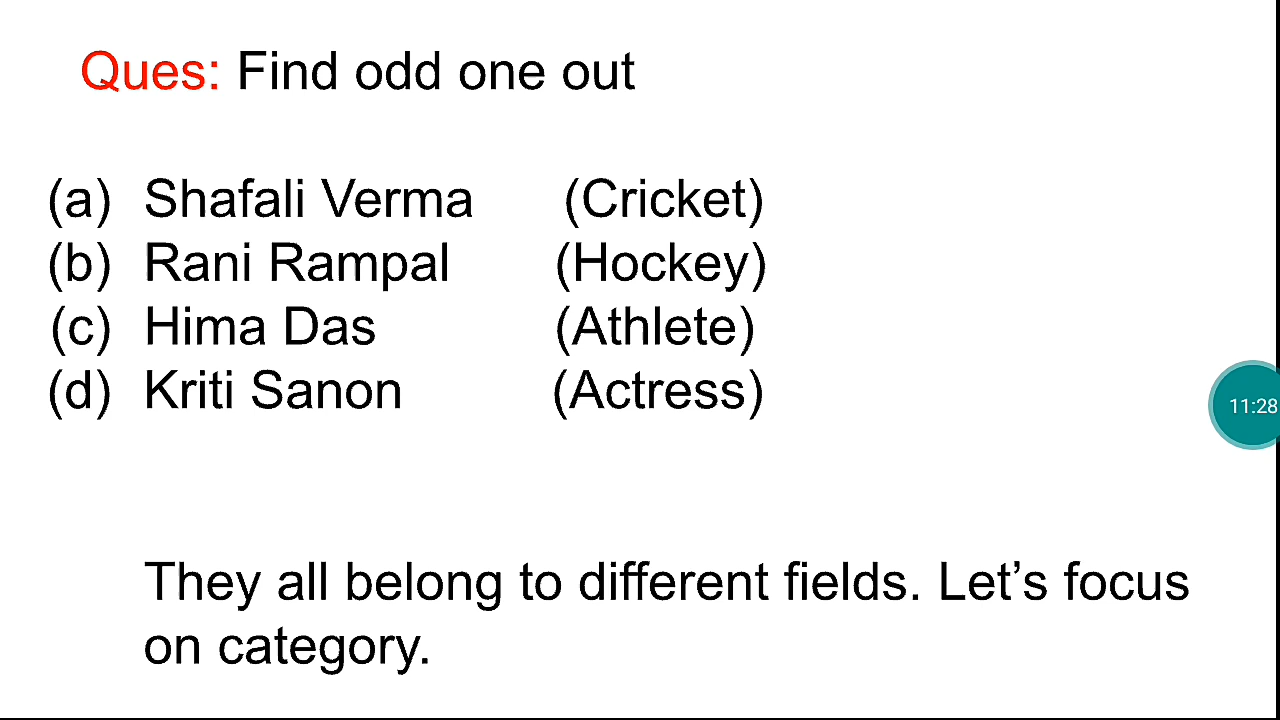 Ques: Find odd one out
(a) Shafali Verma (Cricket)
(b) Rani Rampal (Hockey)
(c) Hima Das (Athlete)
(d) Kriti Sanon (Actress)
11:28
They all belong to different fields. Let’s focus
on category.